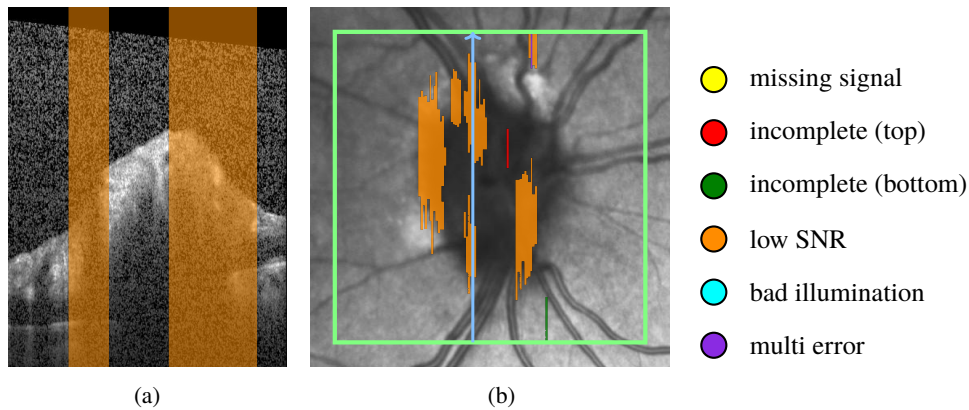 missing signal
incomplete (top)
incomplete (bottom)
low SNR
bad illumination
multi error
(a)
(b)